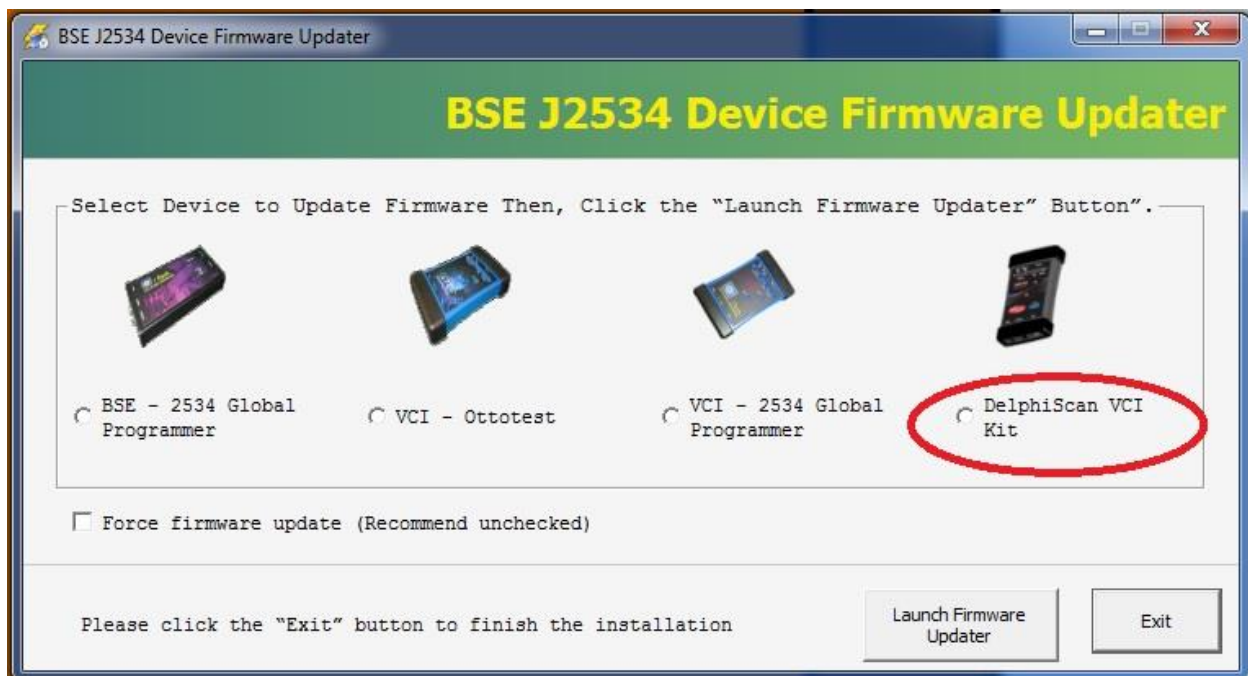 BSE J2534 Device Firmware Updater
BSE J2534 Device Firmware Updater
Select Device to Update Firmware Then, Click the “Launch Firmware Updater” Button”.
BSE - 2534 Global
Programmer
VCI - Ottotest
VCI - 2534 Global
Programmer
DelphiScan VCI
Kit
Force firmware update (Recommend unchecked)
Please click the “Exit” button to finish the installation
Launch Firmware
Updater
Exit